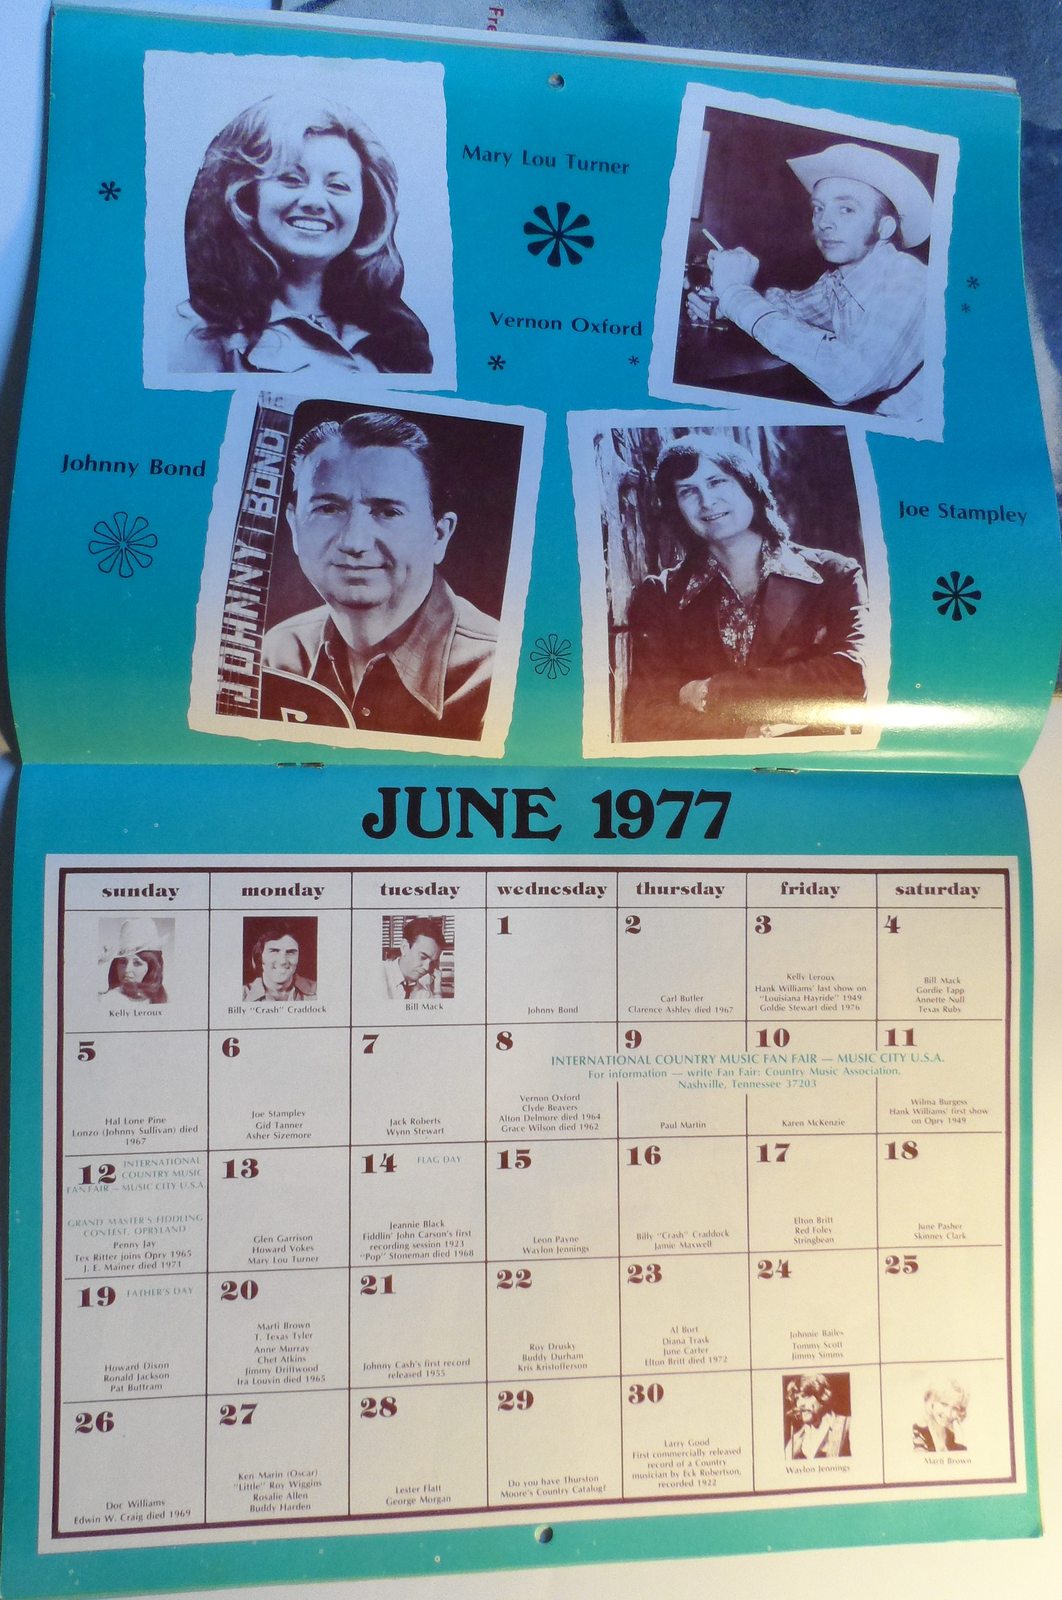 Fre
Mary Lou Turner
Vernon Oxford
JOHNNY BOND
Johnny Bond
Joe Stampley
JUNE 1977
sunday monday tuesday wednesday thursday friday saturday
Kelly Leroux
Billy "Crash" Craddock
Bill Mack
1
Johnny Bond
2
Carl Butler
Clarence Ashley died 1967
3
Kelly Leroux
Hank Williams' last show on
"Louisiana Hayride" 1949
Goldie Stewart died 1976
4
Bill Mack
Gordie Tapp
Annette Null
Texas Ruby
5
Hal Lone Pine
Lonzo (Johnny Sullivan) died
1967
6
Joe Stampley
Gid Tanner
Asher Sizemore
7
Jack Roberts
Wynn Stewart
8 9 10 11
INTERNATIONAL COUNTRY MUSIC FAN FAIR — MUSIC CITY U.S.A.
For information — write Fan Fair: Country Music Association,
Nashville, Tennessee 37203
Vernon Oxford
Clyde Beavers
Alton Delmore died 1964
Grace Wilson died 1962
Paul Martin
Karen McKenzie
Wilma Burgess
Hank Williams' first show
on Opry 1949
12 INTERNATIONAL
COUNTRY MUSIC
FAN FAIR — MUSIC CITY U.S.A.
GRAND MASTER'S FIDDLING
CONTEST, OPRYLAND
Penny Jay
Tex Ritter joins Opry 1965
J. E. Mainer died 1971
13
Glen Garrison
Howard Vokes
Mary Lou Turner
14 FLAG DAY
Jeannie Black
Fiddlin' John Carson's first
recording session 1923
"Pop" Stoneman died 1968
15
Leon Payne
Waylon Jennings
16
Billy "Crash" Craddock
Jamie Maxwell
17
Elton Britt
Red Foley
Stringbean
18
June Pasher
Skinney Clark
19 FATHER'S DAY
Howard Dison
Ronald Jackson
Pat Buttram
20
Marti Brown
T. Texas Tyler
Anne Murray
Chet Atkins
Jimmy Driftwood
Ira Louvin died 1965
21
Johnny Cash's first record
released 1955
22
Roy Drusky
Buddy Durham
Kris Kristofferson
23
Al Bort
Diana Trask
June Carter
Elton Britt died 1972
24
Johnnie Bailes
Tommy Scott
Jimmy Simms
25
26
Doc Williams
Edwin W. Craig died 1969
27
Ken Marin (Oscar)
"Little" Roy Wiggins
Rosalie Allen
Buddy Harden
28
Lester Flatt
George Morgan
29
Do you have Thurston
Moore's Country Catalog?
30
Larry Good
First commercially released
record of a Country
musician by Eck Robertson,
recorded 1922
Waylon Jennings
Marti Brown